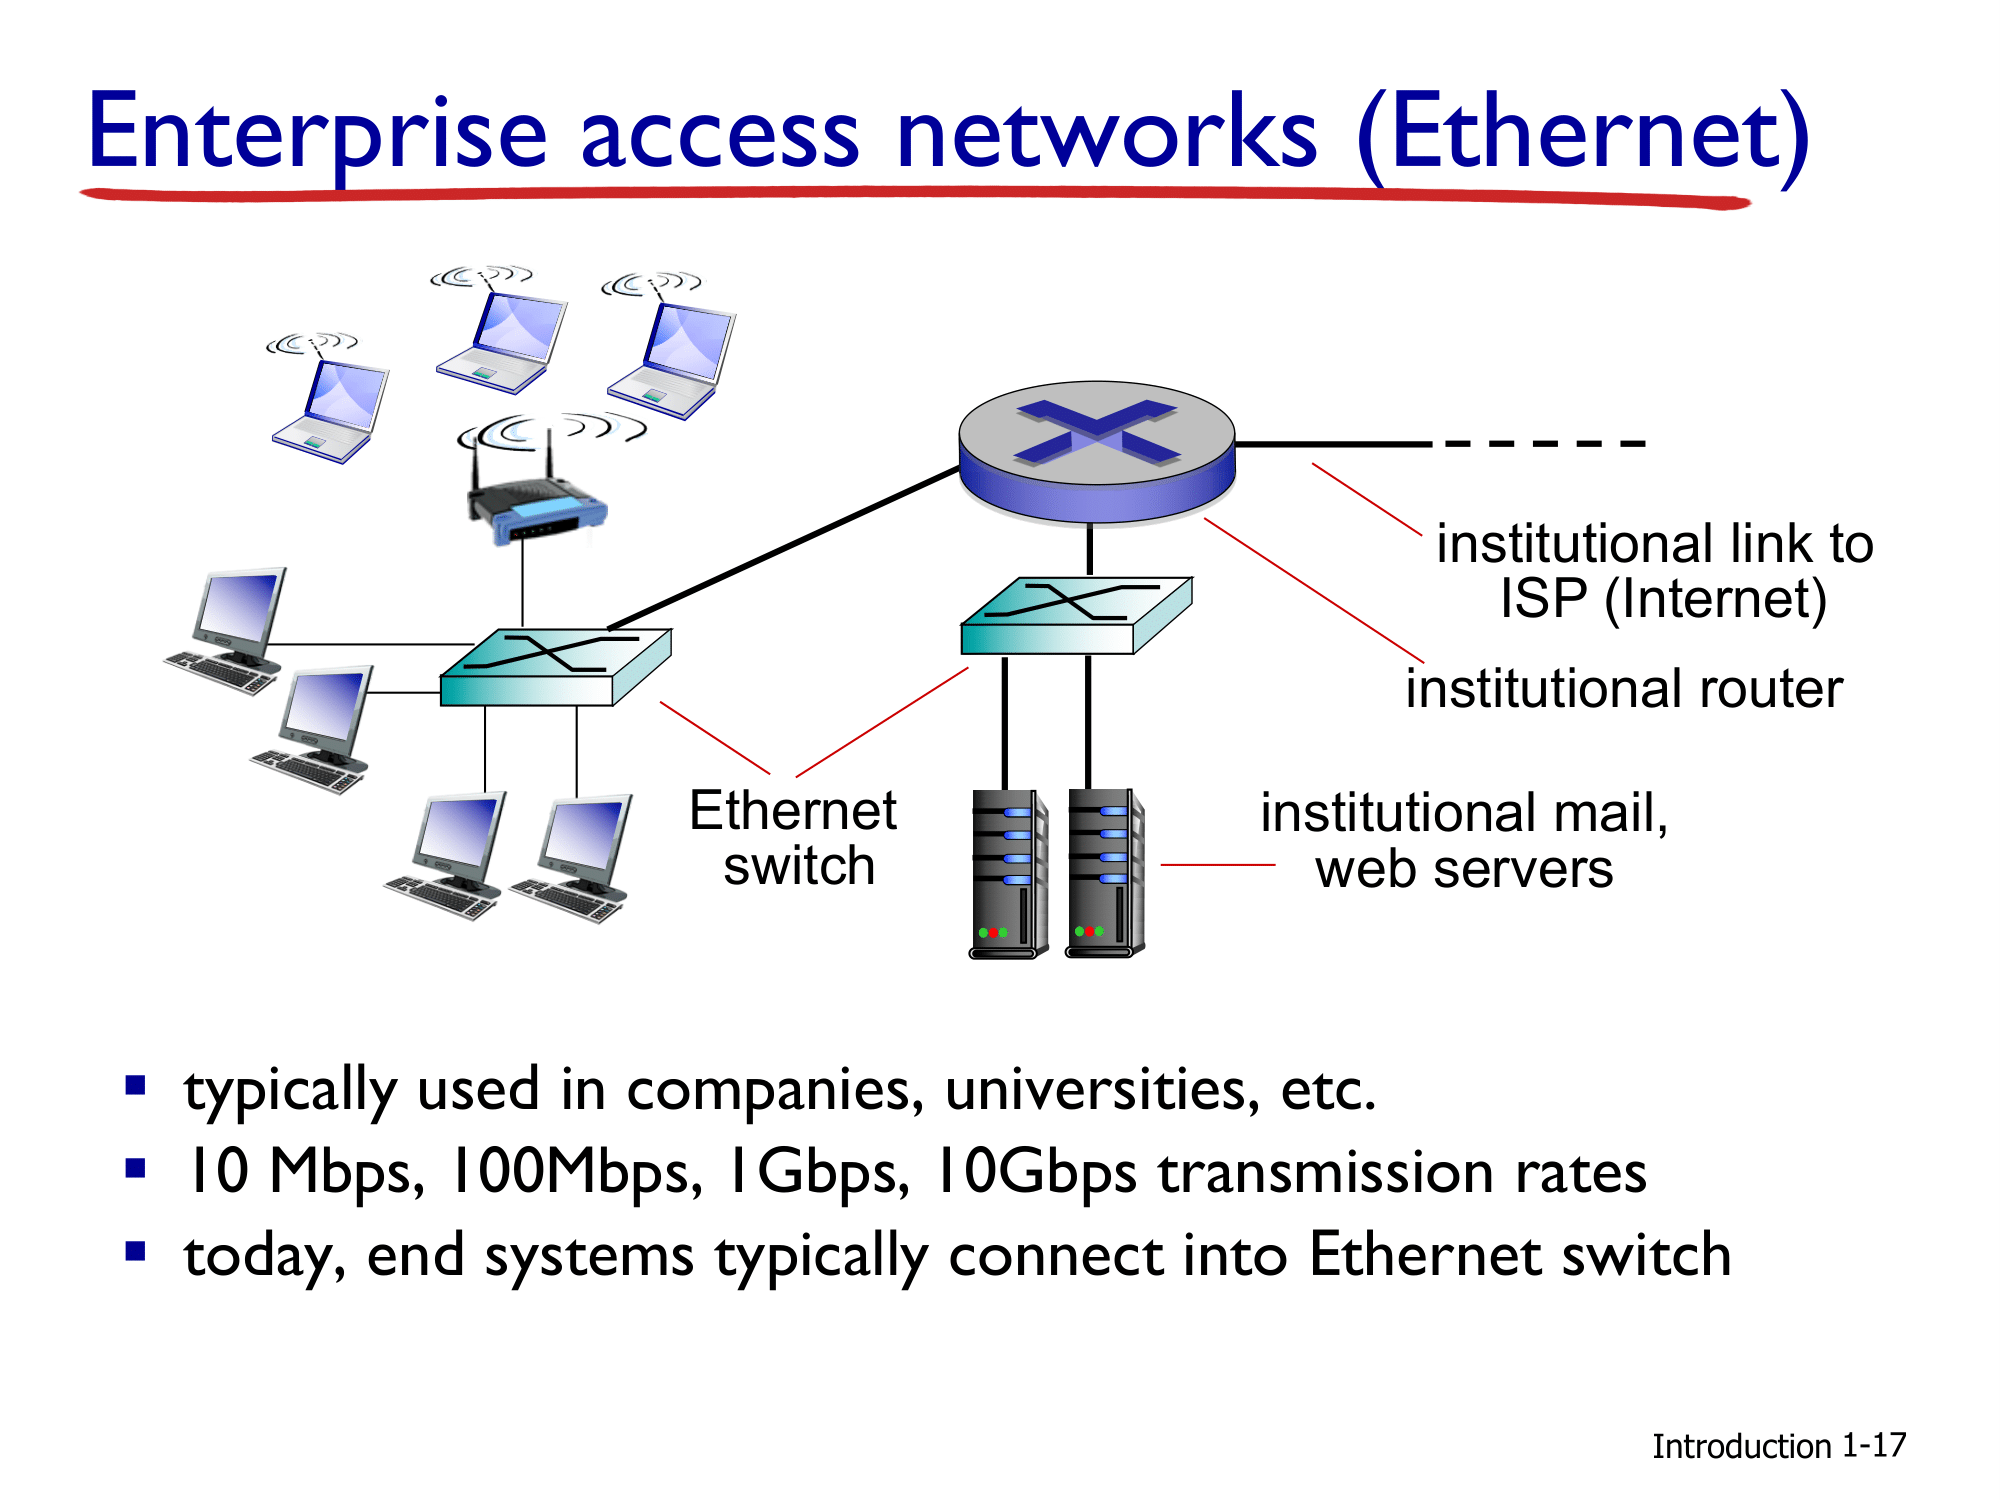 Enterprise access networks (Ethernet)
institutional link to
ISP (Internet)
institutional router
Ethernet
switch
institutional mail,
web servers
▪ typically used in companies, universities, etc.
▪ 10 Mbps, 100Mbps, 1Gbps, 10Gbps transmission rates
▪ today, end systems typically connect into Ethernet switch
Introduction 1-17